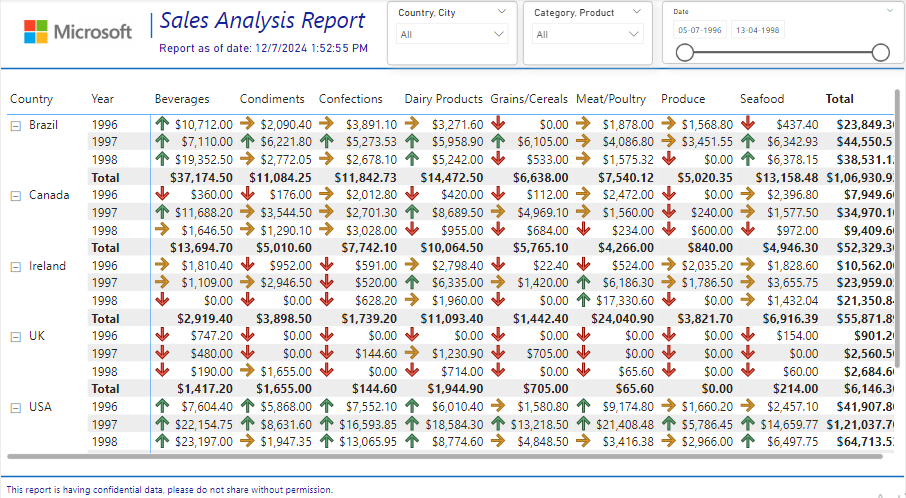 Microsoft
Sales Analysis Report
Report as of date: 12/7/2024 1:52:55 PM
Country, City
All
Category, Product
All
Date
05-07-1996 13-04-1998
Country Year Beverages Condiments Confections Dairy Products Grains/Cereals Meat/Poultry Produce Seafood Total
Brazil 1996 $10,712.00 $2,090.40 $3,891.10 $3,271.60 $0.00 $1,878.00 $1,568.80 $437.40 $23,849.3
1997 $7,110.00 $6,221.80 $5,273.53 $5,958.90 $6,105.00 $4,086.80 $3,451.55 $6,342.93 $44,550.5
1998 $19,352.50 $2,772.05 $2,678.10 $5,242.00 $533.00 $1,575.32 $0.00 $6,378.15 $38,531.1
Total $37,174.50 $11,084.25 $11,842.73 $14,472.50 $6,638.00 $7,540.12 $5,020.35 $13,158.48 $1,06,930.9
Canada 1996 $360.00 $176.00 $2,012.80 $420.00 $112.00 $2,472.00 $0.00 $2,396.80 $7,949.6
1997 $11,688.20 $3,544.50 $2,701.30 $8,689.50 $4,969.10 $1,560.00 $240.00 $1,577.50 $34,970.1
1998 $1,646.50 $1,290.10 $3,028.00 $955.00 $684.00 $234.00 $600.00 $972.00 $9,409.6
Total $13,694.70 $5,010.60 $7,742.10 $10,064.50 $5,765.10 $4,266.00 $840.00 $4,946.30 $52,329.3
Ireland 1996 $1,810.40 $952.00 $591.00 $2,798.40 $22.40 $524.00 $2,035.20 $1,828.60 $10,562.0
1997 $1,109.00 $2,946.50 $520.00 $6,335.00 $1,420.00 $6,186.30 $1,786.50 $3,655.75 $23,959.0
1998 $0.00 $0.00 $628.20 $1,960.00 $0.00 $17,330.60 $0.00 $1,432.04 $21,350.8
Total $2,919.40 $3,898.50 $1,739.20 $11,093.40 $1,442.40 $24,040.90 $3,821.70 $6,916.39 $55,871.8
UK 1996 $747.20 $0.00 $0.00 $0.00 $0.00 $0.00 $0.00 $154.00 $901.2
1997 $480.00 $0.00 $144.60 $1,230.90 $705.00 $0.00 $0.00 $0.00 $2,560.5
1998 $190.00 $1,655.00 $0.00 $714.00 $0.00 $65.60 $0.00 $60.00 $2,684.6
Total $1,417.20 $1,655.00 $144.60 $1,944.90 $705.00 $65.60 $0.00 $214.00 $6,146.3
USA 1996 $7,604.40 $5,868.00 $7,552.10 $6,010.40 $1,580.80 $9,174.80 $1,660.20 $2,457.10 $41,907.8
1997 $22,154.75 $8,631.60 $16,593.85 $18,584.30 $13,218.50 $21,408.48 $5,786.45 $14,659.77 $1,21,037.7
1998 $23,197.00 $1,947.35 $13,065.95 $8,774.60 $4,848.50 $3,416.38 $2,966.00 $6,497.75 $64,713.5
This report is having confidential data, please do not share without permission.